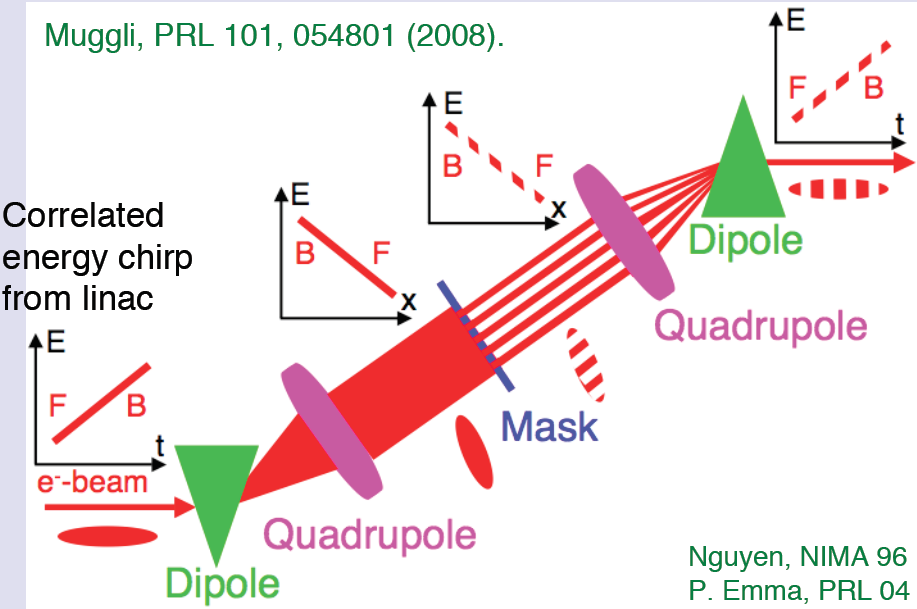 Muggli, PRL 101, 054801 (2008).
E
F B
t
E
B F
x
E
B F
x
Dipole
Quadrupole
Correlated
energy chirp
from linac
E
F B
t
e⁻-beam
Mask
Quadrupole
Dipole
Nguyen, NIMA 96
P. Emma, PRL 04